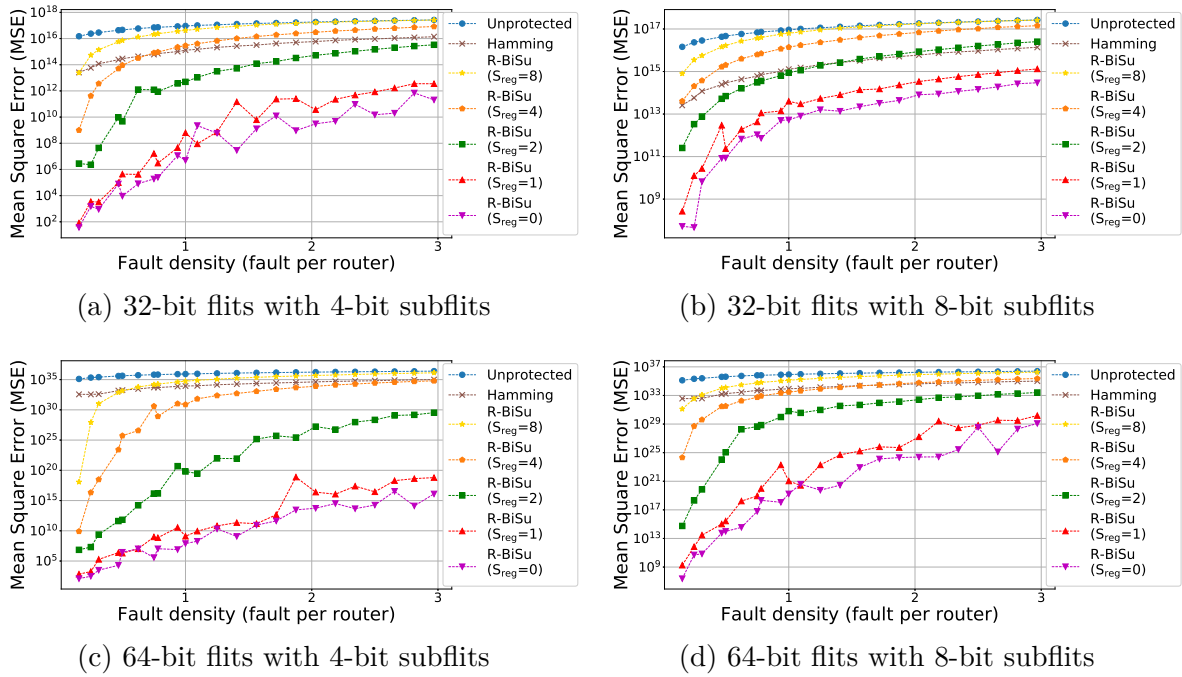 Mean Square Error (MSE)
10^18
10^16
10^14
10^12
10^10
10^8
10^6
10^4
10^2
1
2
3
Fault density (fault per router)
Unprotected
Hamming
R-BiSu
(S_reg=8)
R-BiSu
(S_reg=4)
R-BiSu
(S_reg=2)
R-BiSu
(S_reg=1)
R-BiSu
(S_reg=0)
(a) 32-bit flits with 4-bit subflits
Mean Square Error (MSE)
10^17
10^15
10^13
10^11
10^9
1
2
3
Fault density (fault per router)
Unprotected
Hamming
R-BiSu
(S_reg=8)
R-BiSu
(S_reg=4)
R-BiSu
(S_reg=2)
R-BiSu
(S_reg=1)
R-BiSu
(S_reg=0)
(b) 32-bit flits with 8-bit subflits
Mean Square Error (MSE)
10^35
10^30
10^25
10^20
10^15
10^10
10^5
1
2
3
Fault density (fault per router)
Unprotected
Hamming
R-BiSu
(S_reg=8)
R-BiSu
(S_reg=4)
R-BiSu
(S_reg=2)
R-BiSu
(S_reg=1)
R-BiSu
(S_reg=0)
(c) 64-bit flits with 4-bit subflits
Mean Square Error (MSE)
10^37
10^33
10^29
10^25
10^21
10^17
10^13
10^9
1
2
3
Fault density (fault per router)
Unprotected
Hamming
R-BiSu
(S_reg=8)
R-BiSu
(S_reg=4)
R-BiSu
(S_reg=2)
R-BiSu
(S_reg=1)
R-BiSu
(S_reg=0)
(d) 64-bit flits with 8-bit subflits